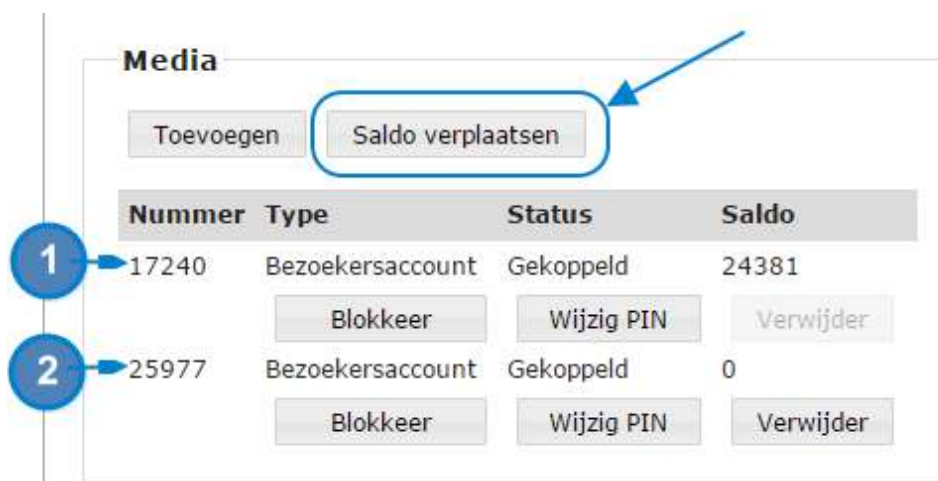 Media
Toevoegen Saldo verplaatsen
Nummer Type Status Saldo
1 17240 Bezoekersaccount Gekoppeld 24381
Blokkeer Wijzig PIN Verwijder
2 25977 Bezoekersaccount Gekoppeld 0
Blokkeer Wijzig PIN Verwijder